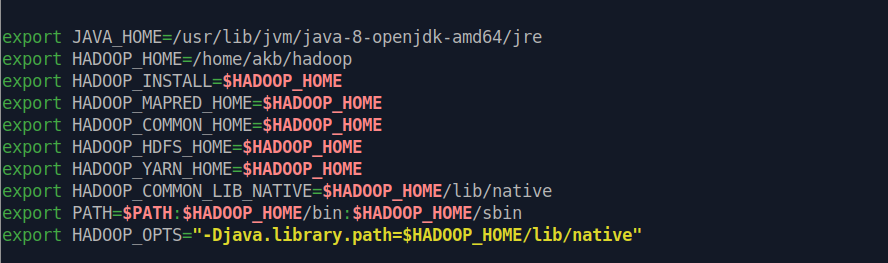 export JAVA_HOME=/usr/lib/jvm/java-8-openjdk-amd64/jre
export HADOOP_HOME=/home/akb/hadoop
export HADOOP_INSTALL=$HADOOP_HOME
export HADOOP_MAPRED_HOME=$HADOOP_HOME
export HADOOP_COMMON_HOME=$HADOOP_HOME
export HADOOP_HDFS_HOME=$HADOOP_HOME
export HADOOP_YARN_HOME=$HADOOP_HOME
export HADOOP_COMMON_LIB_NATIVE=$HADOOP_HOME/lib/native
export PATH=$PATH:$HADOOP_HOME/bin:$HADOOP_HOME/sbin
export HADOOP_OPTS="-Djava.library.path=$HADOOP_HOME/lib/native"